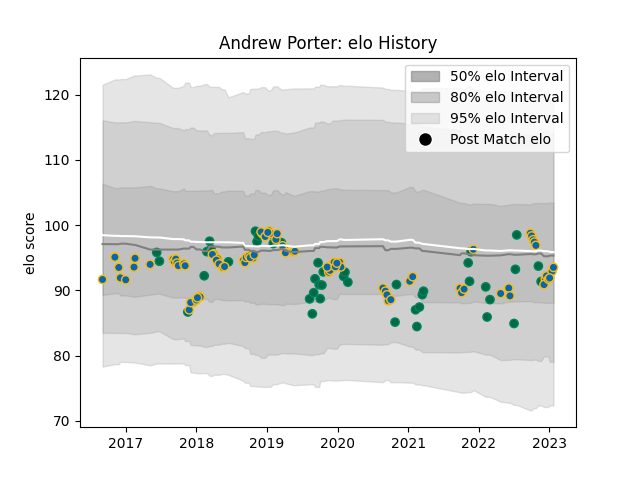 Andrew Porter: elo History
50% elo Interval
80% elo Interval
95% elo Interval
Post Match elo
elo score
120
110
100
90
80
70
2017 2018 2019 2020 2021 2022 2023